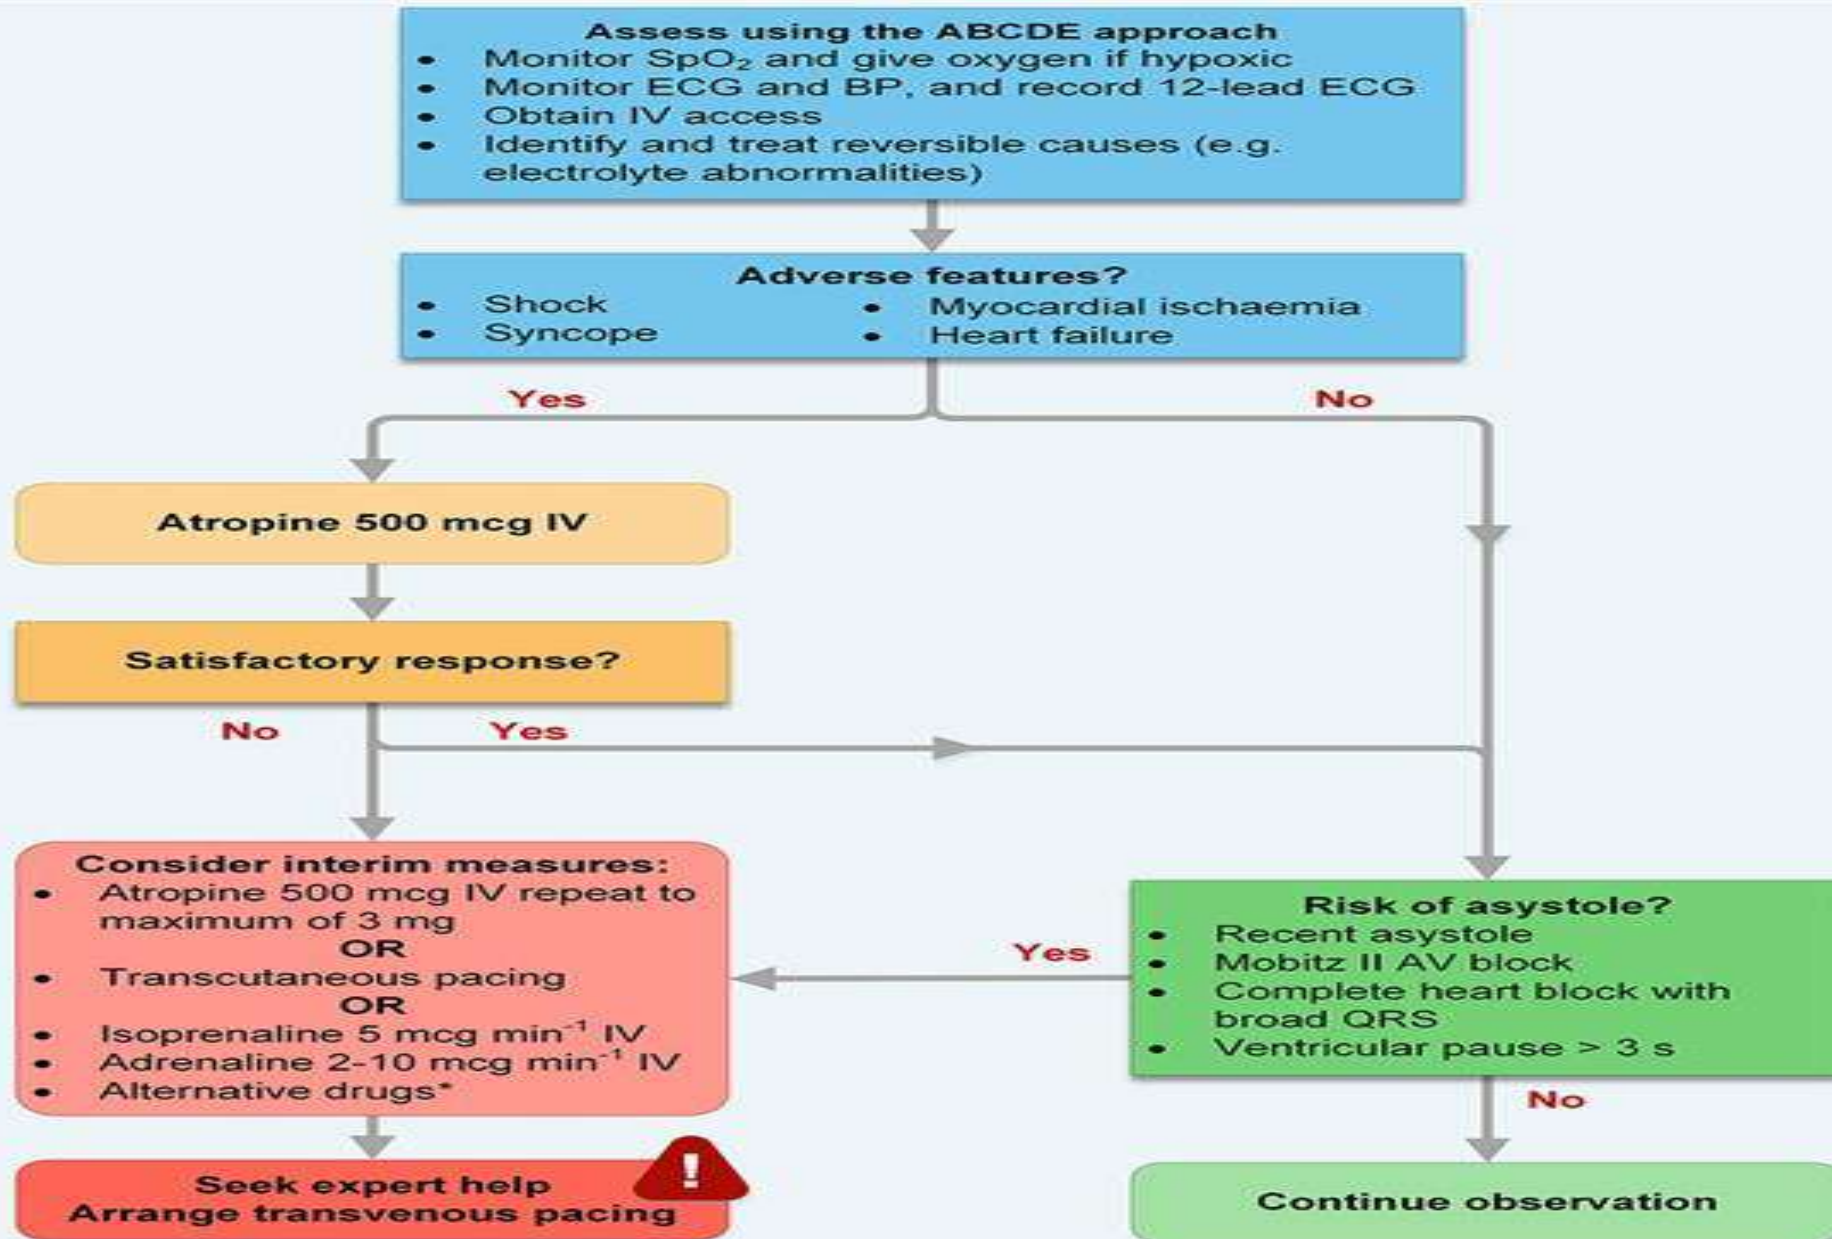 Assess using the ABCDE approach
• Monitor SpO₂ and give oxygen if hypoxic
• Monitor ECG and BP, and record 12-lead ECG
• Obtain IV access
• Identify and treat reversible causes (e.g.
electrolyte abnormalities)
Adverse features?
• Shock
• Syncope
• Myocardial ischaemia
• Heart failure
Yes
No
Atropine 500 mcg IV
Satisfactory response?
No
Yes
Consider interim measures:
• Atropine 500 mcg IV repeat to
maximum of 3 mg
OR
• Transcutaneous pacing
OR
• Isoprenaline 5 mcg min⁻¹ IV
• Adrenaline 2-10 mcg min⁻¹ IV
• Alternative drugs*
Yes
Risk of asystole?
• Recent asystole
• Mobitz II AV block
• Complete heart block with
broad QRS
• Ventricular pause > 3 s
No
!
Seek expert help
Arrange transvenous pacing
Continue observation